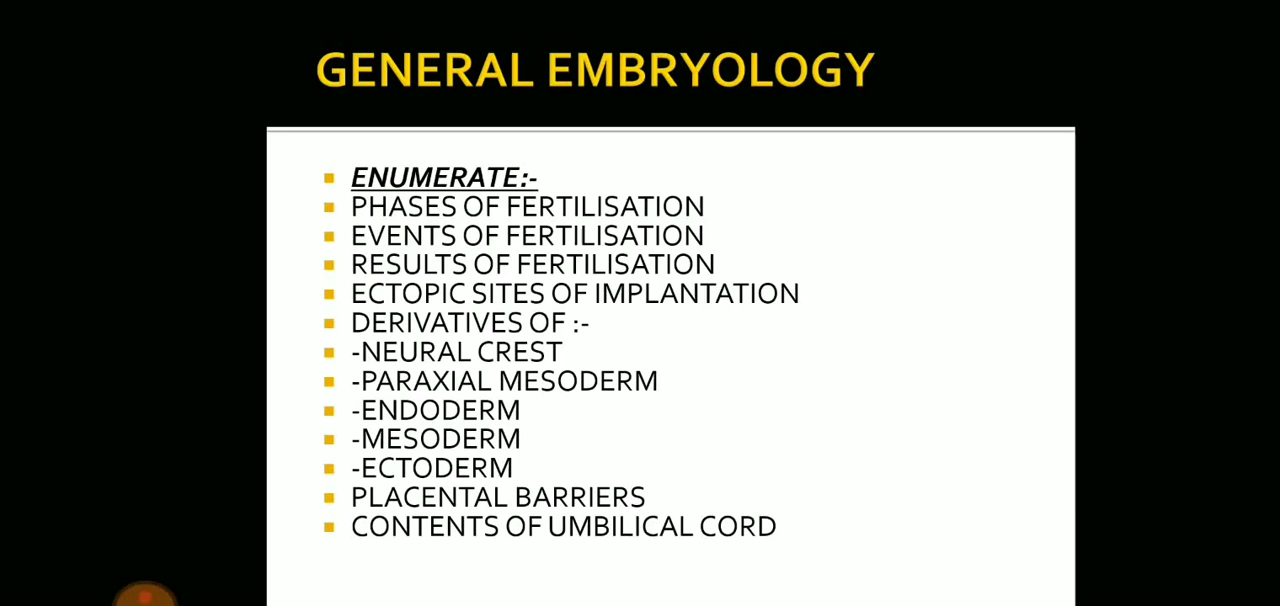 GENERAL EMBRYOLOGY
ENUMERATE:-
PHASES OF FERTILISATION
EVENTS OF FERTILISATION
RESULTS OF FERTILISATION
ECTOPIC SITES OF IMPLANTATION
DERIVATIVES OF :-
-NEURAL CREST
-PARAXIAL MESODERM
-ENDODERM
-MESODERM
-ECTODERM
PLACENTAL BARRIERS
CONTENTS OF UMBILICAL CORD